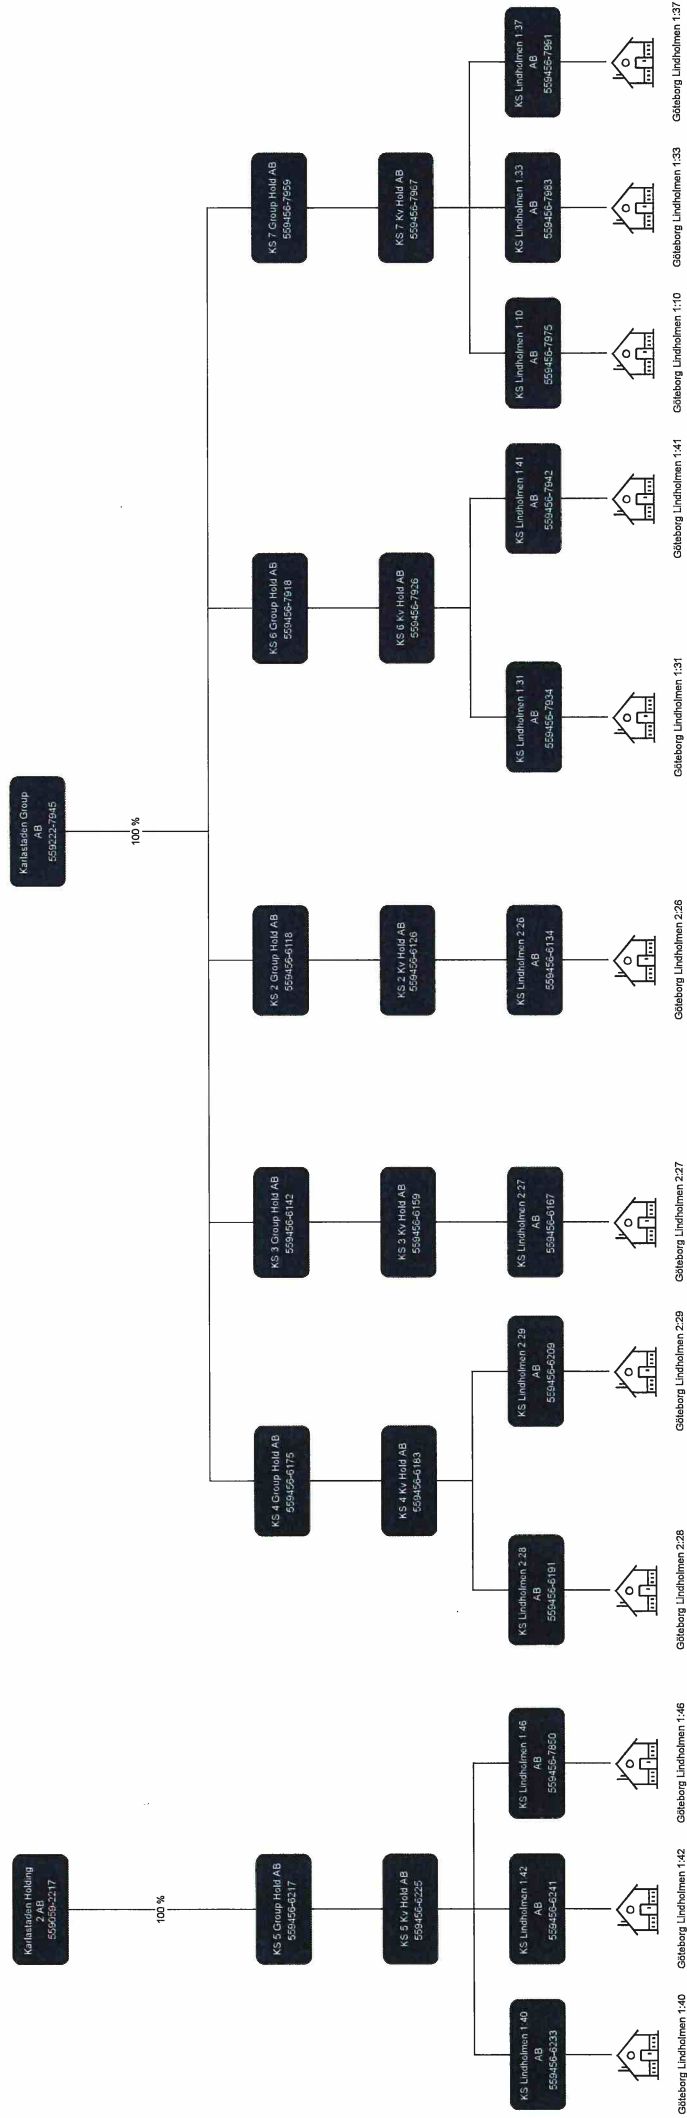 Karlastaden Holding
2 AB
559059-2217
Karlastaden Group
AB
559222-7945
100 %
100 %
KS 5 Group Hold AB
559456-6217
KS 4 Group Hold AB
559456-6175
KS 3 Group Hold AB
559456-6142
KS 2 Group Hold AB
559456-6118
KS 6 Group Hold AB
559456-7918
KS 7 Group Hold AB
559456-7959
KS 5 Kv Hold AB
559456-6225
KS 4 Kv Hold AB
559456-6183
KS 3 Kv Hold AB
559456-6159
KS 2 Kv Hold AB
559456-6126
KS 6 Kv Hold AB
559456-7926
KS 7 Kv Hold AB
559456-7967
KS Lindholmen 1:40
AB
559456-6233
KS Lindholmen 1:42
AB
559456-6241
KS Lindholmen 1:46
AB
559456-7850
KS Lindholmen 2:28
AB
559456-6191
KS Lindholmen 2:29
AB
559456-6209
KS Lindholmen 2:27
AB
559456-6167
KS Lindholmen 2:26
AB
559456-6134
KS Lindholmen 1:31
AB
559456-7934
KS Lindholmen 1:41
AB
559456-7942
KS Lindholmen 1:10
AB
559456-7975
KS Lindholmen 1:33
AB
559456-7983
KS Lindholmen 1:37
AB
559456-7991
Göteborg Lindholmen 1:40
Göteborg Lindholmen 1:42
Göteborg Lindholmen 1:46
Göteborg Lindholmen 2:28
Göteborg Lindholmen 2:29
Göteborg Lindholmen 2:27
Göteborg Lindholmen 2:26
Göteborg Lindholmen 1:31
Göteborg Lindholmen 1:41
Göteborg Lindholmen 1:10
Göteborg Lindholmen 1:33
Göteborg Lindholmen 1:37